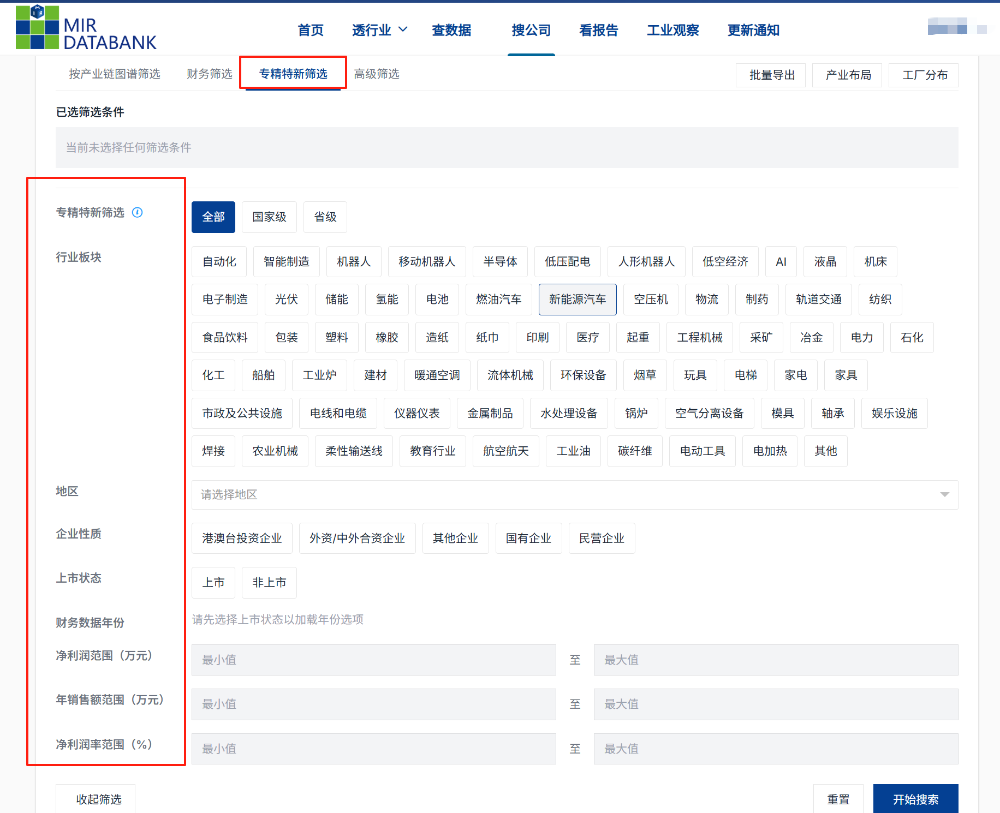 MIR
DATABANK
首页 透行业 查数据 搜公司 看报告 工业观察 更新通知
按产业链图谱筛选 财务筛选 专精特新筛选 高级筛选 批量导出 产业布局 工厂分布
已选筛选条件
当前未选择任何筛选条件
专精特新筛选 全部 国家级 省级
行业板块 自动化 智能制造 机器人 移动机器人 半导体 低压配电 人形机器人 低空经济 AI 液晶 机床
电子制造 光伏 储能 氢能 电池 燃油汽车 新能源汽车 空压机 物流 制药 轨道交通 纺织
食品饮料 包装 塑料 橡胶 造纸 纸巾 印刷 医疗 起重 工程机械 采矿 冶金 电力 石化
化工 船舶 工业炉 建材 暖通空调 流体机械 环保设备 烟草 玩具 电梯 家电 家具
市政及公共设施 电线和电缆 仪器仪表 金属制品 水处理设备 锅炉 空气分离设备 模具 轴承 娱乐设施
焊接 农业机械 柔性输送线 教育行业 航空航天 工业油 碳纤维 电动工具 电加热 其他
地区 请选择地区
企业性质 港澳台投资企业 外资/中外合资企业 其他企业 国有企业 民营企业
上市状态 上市 非上市
财务数据年份 请先选择上市状态以加载年份选项
净利润范围（万元） 最小值 至 最大值
年销售额范围（万元） 最小值 至 最大值
净利润率范围（%） 最小值 至 最大值
收起筛选 重置 开始搜索